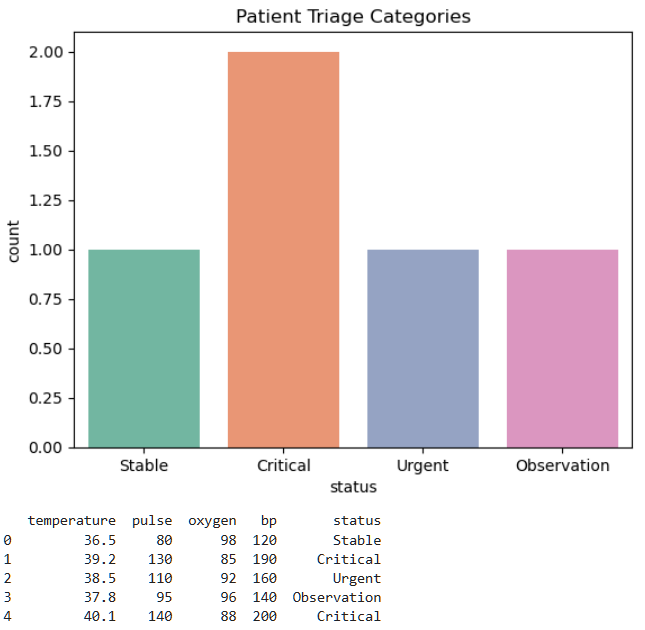 Patient Triage Categories
2.00
1.75
1.50
1.25
1.00
0.75
0.50
0.25
0.00
count
Stable Critical Urgent Observation
status
temperature pulse oxygen bp status
0 36.5 80 98 120 Stable
1 39.2 130 85 190 Critical
2 38.5 110 92 160 Urgent
3 37.8 95 96 140 Observation
4 40.1 140 88 200 Critical